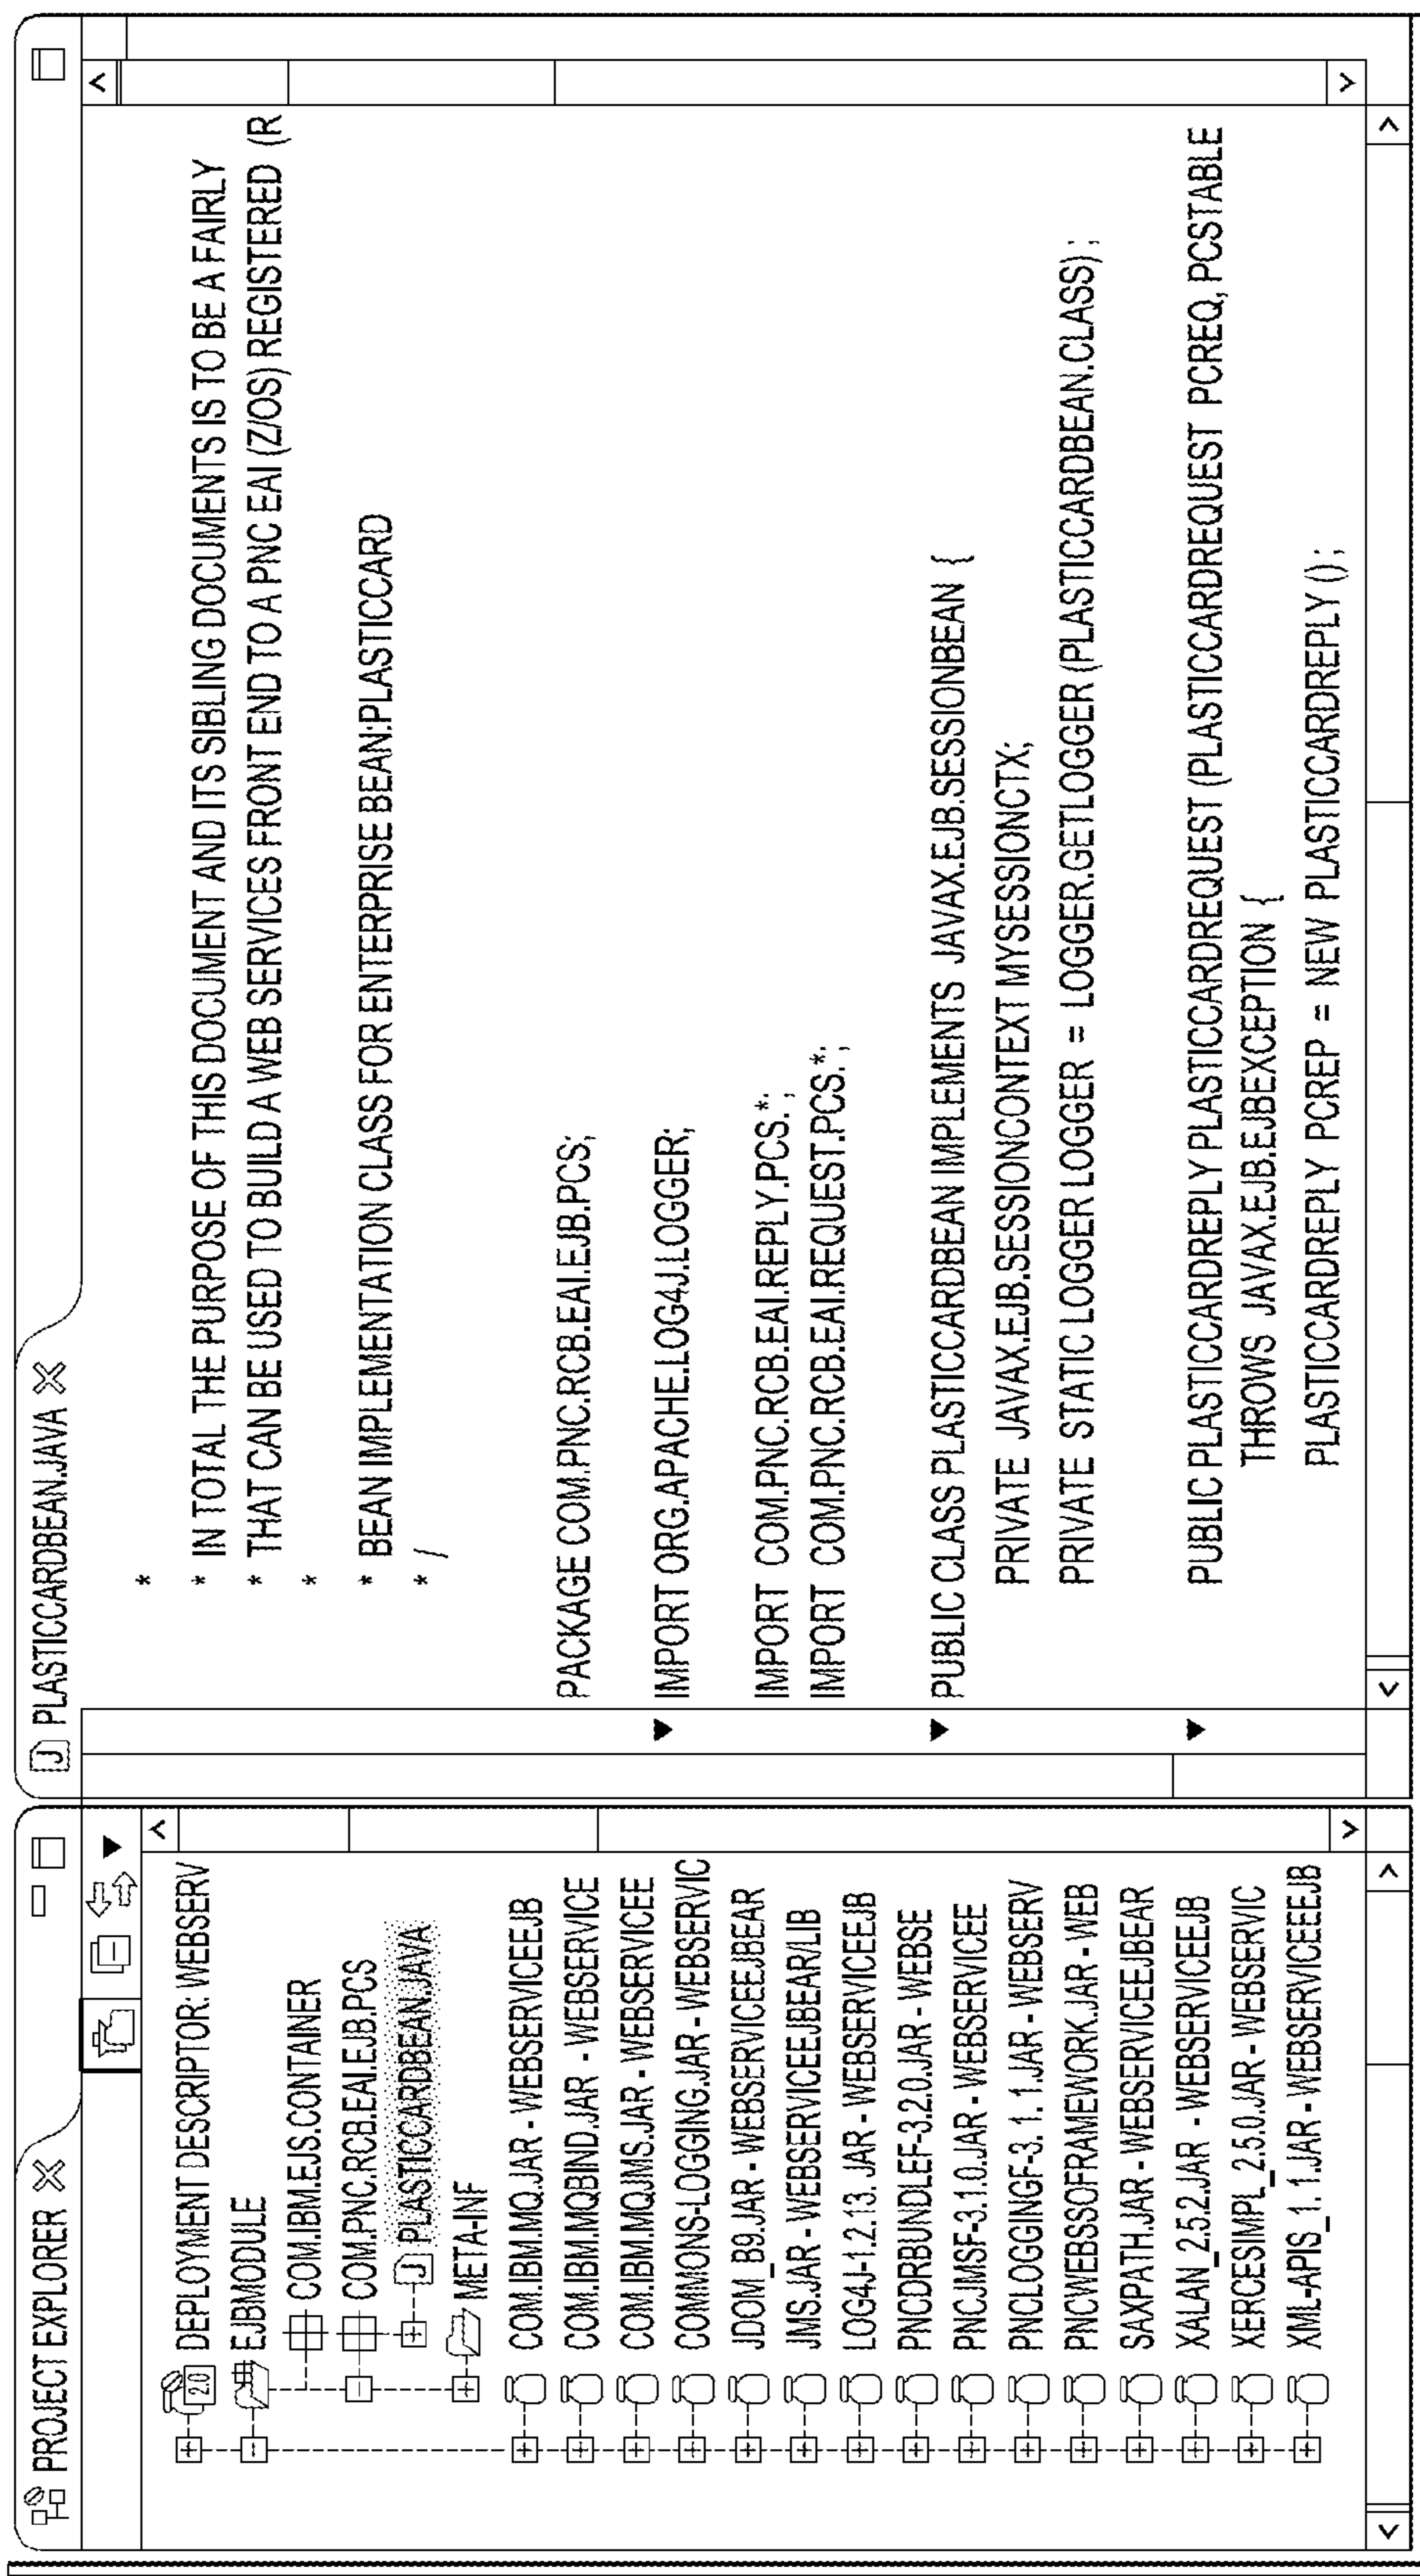 PROJECT EXPLORER
2.0 DEPLOYMENT DESCRIPTOR: WEBSERV
EJBMODULE
COM.IBM.EJS.CONTAINER
COM.PNC.RCB.EAI.EJB.PCS
J PLASTICCARDBEAN.JAVA
META-INF
COM.IBM.MQ.JAR - WEBSERVICEEJB
COM.IBM.MQBIND.JAR - WEBSERVICE
COM.IBM.MQJMS.JAR - WEBSERVICEE
COMMONS-LOGGING.JAR - WEBSERVIC
JDOM_B9.JAR - WEBSERVICEEJBEAR
JMS.JAR - WEBSERVICEEJBEAR/LIB
LOG4J-1.2.13. JAR - WEBSERVICEEJB
PNCDRBUNDLEF-3.2.0.JAR - WEBSE
PNCJMSF-3.1.0.JAR - WEBSERVICEE
PNCLOGGINGF-3. 1. 1.JAR - WEBSERV
PNCWEBSSOFRAMEWORK.JAR - WEB
SAXPATH.JAR - WEBSERVICEEJBEAR
XALAN_2.5.2.JAR - WEBSERVICEEJB
XERCESIMPL_2.5.0.JAR - WEBSERVIC
XML-APIS_1. 1.JAR - WEBSERVICEEEJB
J PLASTICCARDBEAN.JAVA
*
* IN TOTAL THE PURPOSE OF THIS DOCUMENT AND ITS SIBLING DOCUMENTS IS TO BE A FAIRLY
* THAT CAN BE USED TO BUILD A WEB SERVICES FRONT END TO A PNC EAI (Z/OS) REGISTERED (R
*
* BEAN IMPLEMENTATION CLASS FOR ENTERPRISE BEAN:PLASTICCARD
* /
PACKAGE COM.PNC.RCB.EAI.EJB.PCS;
IMPORT ORG.APACHE.LOG4J.LOGGER;
IMPORT COM.PNC.RCB.EAI.REPLY.PCS.*;
IMPORT COM.PNC.RCB.EAI.REQUEST.PCS.*;
PUBLIC CLASS PLASTICCARDBEAN IMPLEMENTS JAVAX.EJB.SESSIONBEAN {
PRIVATE JAVAX.EJB.SESSIONCONTEXT MYSESSIONCTX;
PRIVATE STATIC LOGGER LOGGER = LOGGER.GETLOGGER (PLASTICCARDBEAN.CLASS) ;
PUBLIC PLASTICCARDREPLY PLASTICCARDREQUEST (PLASTICCARDREQUEST PCREQ, PCSTABLE
THROWS JAVAX.EJB.EJBEXCEPTION {
PLASTICCARDREPLY PCREP = NEW PLASTICCARDREPLY () ;